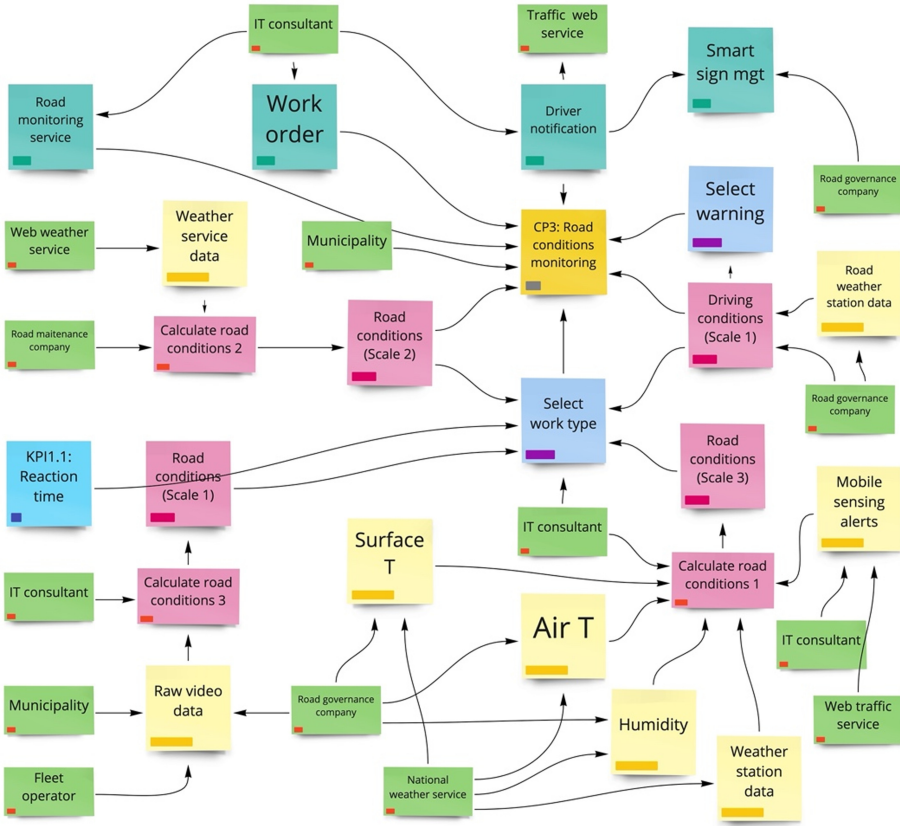 IT consultant
Traffic web
service
Smart
sign mgt
Road
monitoring
service
Work
order
Driver
notification
Road governance
company
Web weather
service
Weather
service
data
Municipality
CP3: Road
conditions
monitoring
Select
warning
Road
weather
station data
Road maitenance
company
Calculate road
conditions 2
Road
conditions
(Scale 2)
Driving
conditions
(Scale 1)
Select
work type
Road governance
company
KPI1.1:
Reaction
time
Road
conditions
(Scale 1)
Road
conditions
(Scale 3)
Mobile
sensing
alerts
IT consultant
Surface
T
IT consultant
Calculate road
conditions 3
Calculate road
conditions 1
Air T
IT consultant
Municipality
Raw video
data
Road governance
company
Humidity
Web traffic
service
Fleet
operator
National
weather service
Weather
station
data